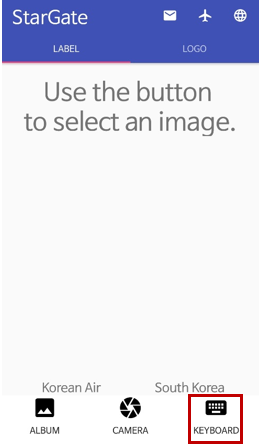 StarGate
LABEL LOGO
Use the button
to select an image.
Korean Air South Korea
ALBUM CAMERA KEYBOARD